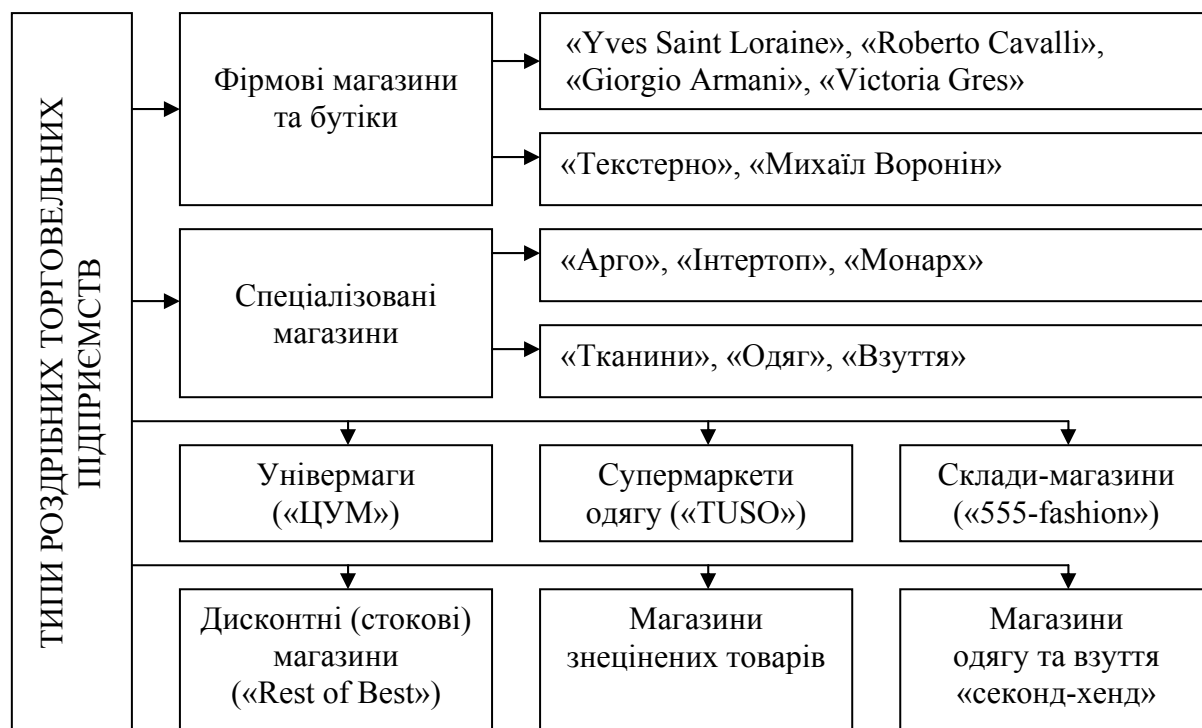 ТИПИ РОЗДРІБНИХ ТОРГОВЕЛЬНИХ
ПІДПРИЄМСТВ
Фірмові магазини
та бутіки
«Yves Saint Loraine», «Roberto Cavalli»,
«Giorgio Armani», «Victoria Gres»
«Текстерно», «Михаїл Воронін»
Спеціалізовані
магазини
«Арго», «Інтертоп», «Монарх»
«Тканини», «Одяг», «Взуття»
Універмаги
(«ЦУМ»)
Супермаркети
одягу («TUSO»)
Склади-магазини
(«555-fashion»)
Дисконтні (стокові)
магазини
(«Rest of Best»)
Магазини
знецінених товарів
Магазини
одягу та взуття
«секонд-хенд»